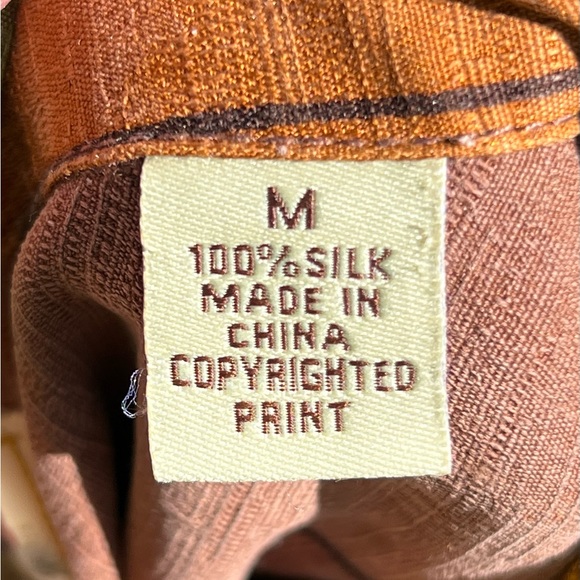 M
100% SILK
MADE IN
CHINA
COPYRIGHTED
PRINT